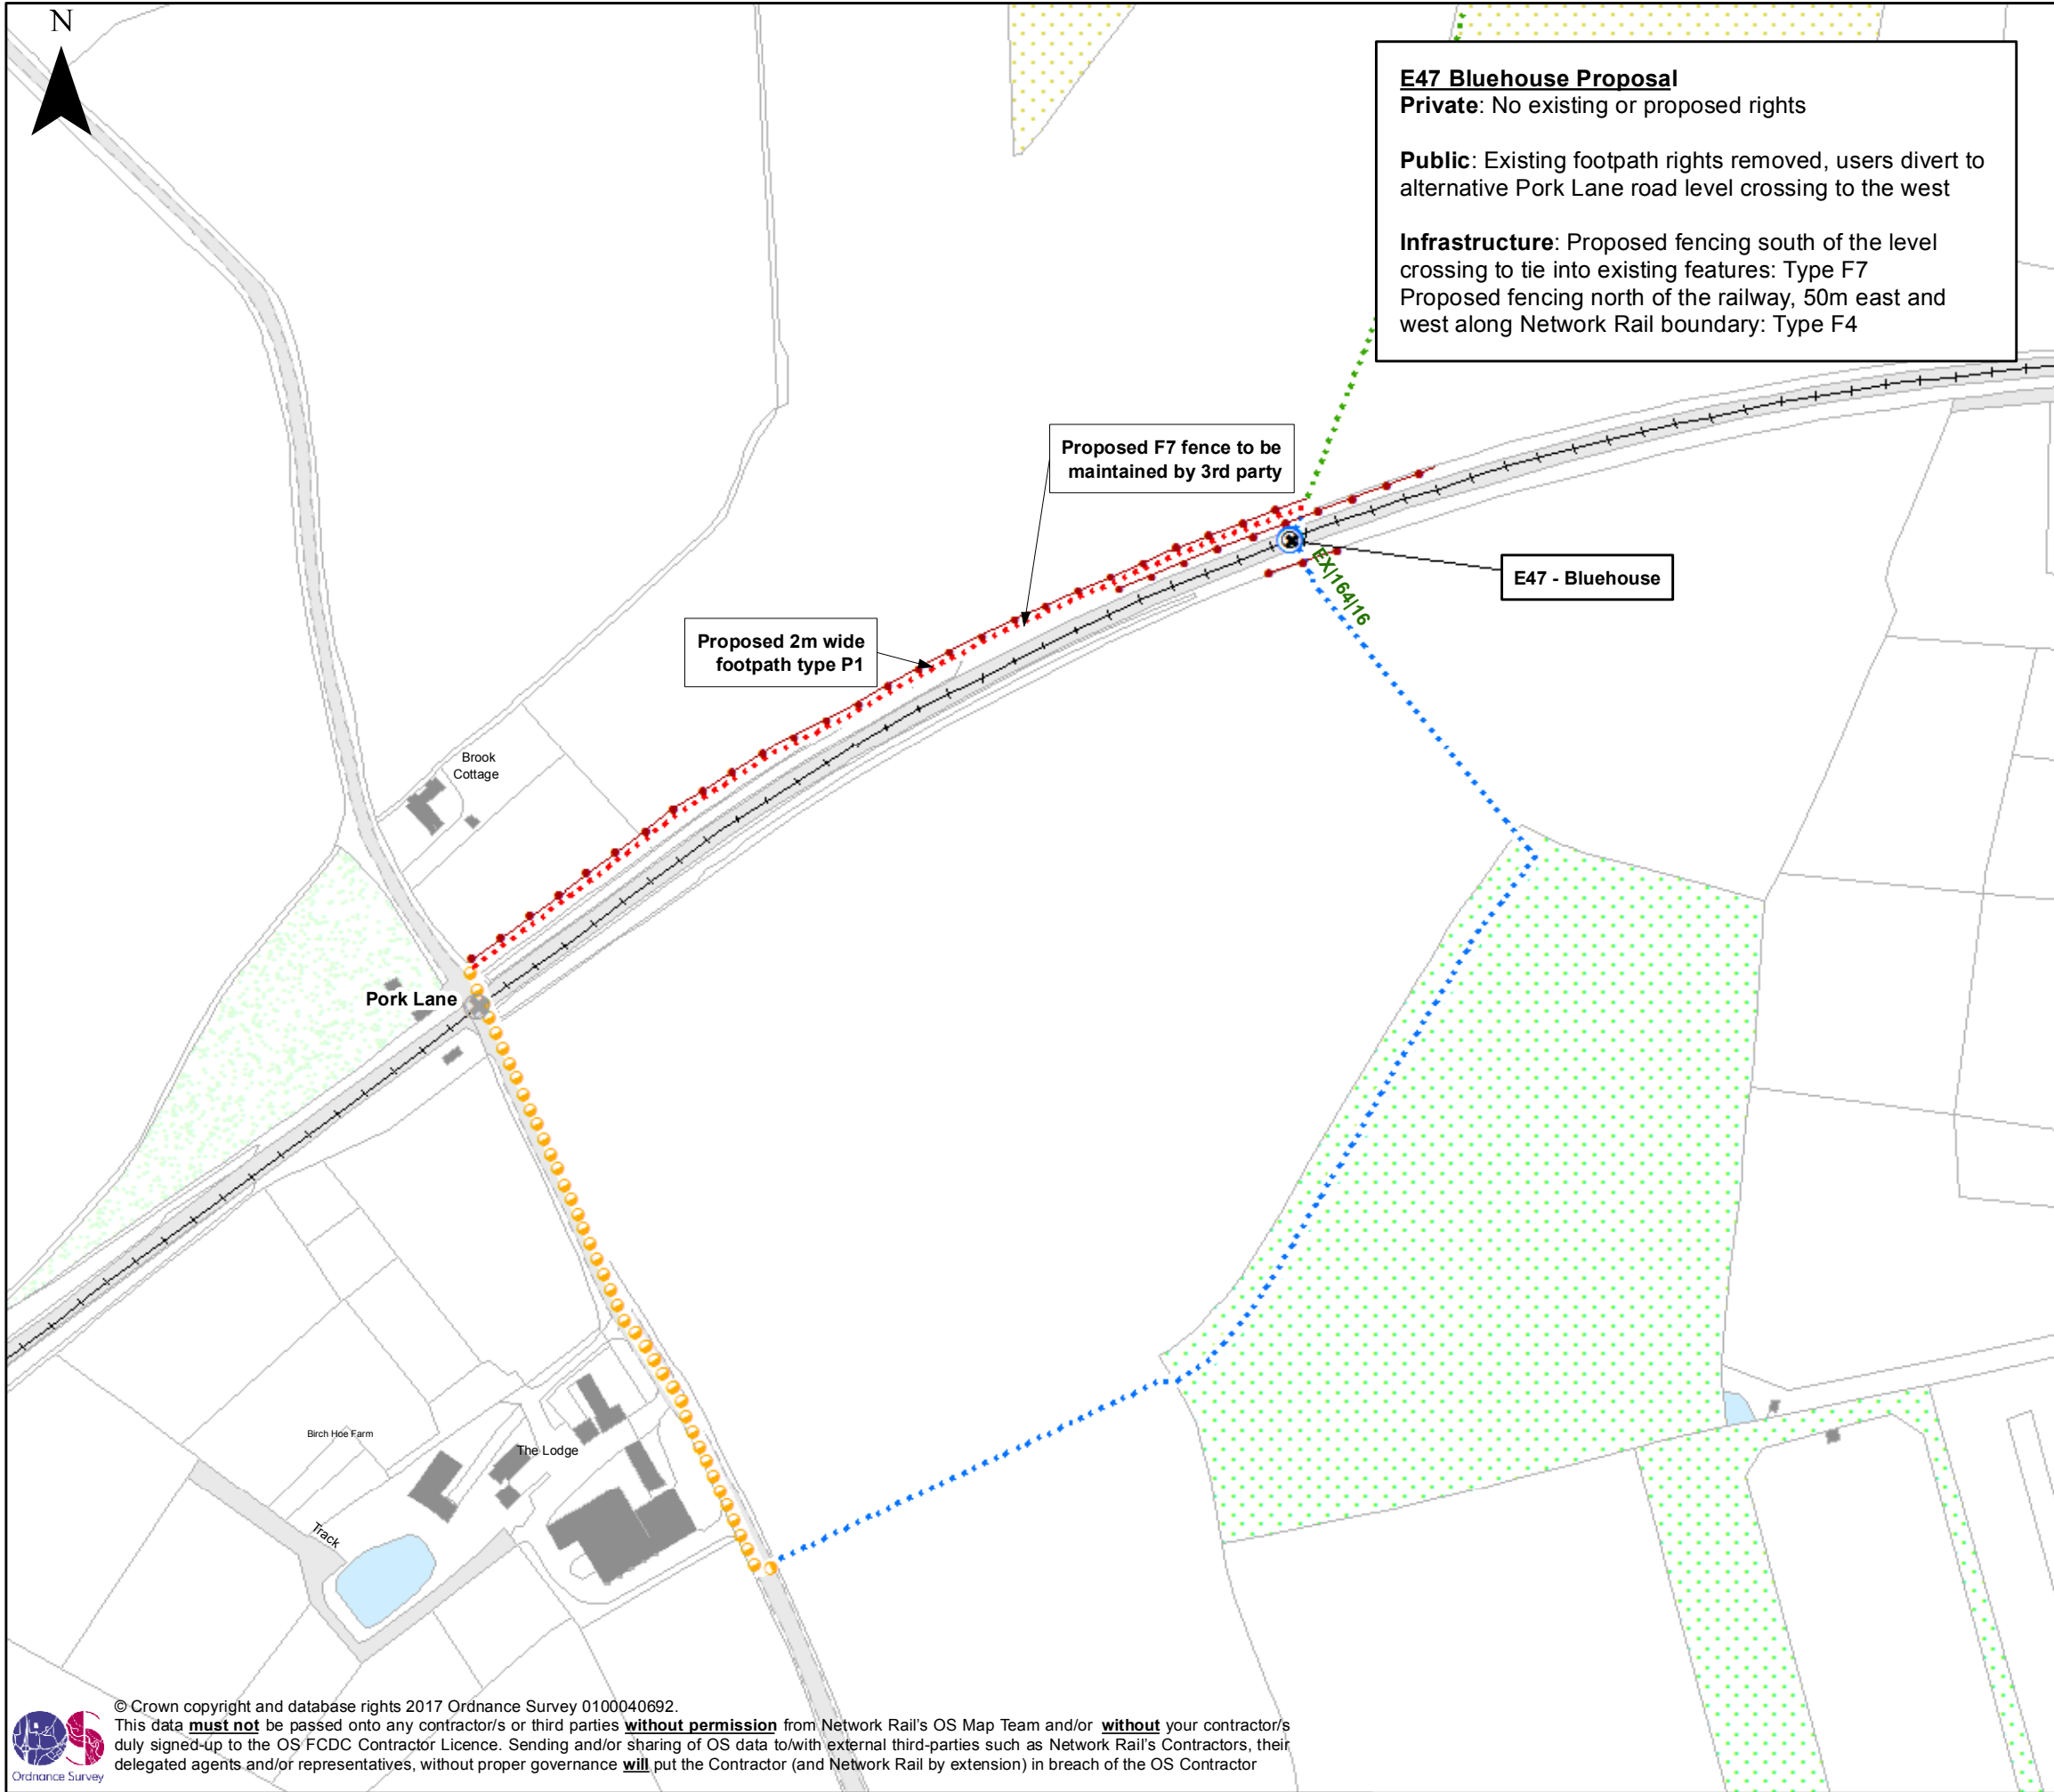 N
E47 Bluehouse Proposal
Private: No existing or proposed rights
Public: Existing footpath rights removed, users divert to
alternative Pork Lane road level crossing to the west
Infrastructure: Proposed fencing south of the level
crossing to tie into existing features: Type F7
Proposed fencing north of the railway, 50m east and
west along Network Rail boundary: Type F4
Proposed F7 fence to be
maintained by 3rd party
E47 - Bluehouse
EX|164|16
Proposed 2m wide
footpath type P1
Brook
Cottage
Pork Lane
Birch Hoe Farm
The Lodge
Track
© Crown copyright and database rights 2017 Ordnance Survey 0100040692.
This data must not be passed onto any contractor/s or third parties without permission from Network Rail's OS Map Team and/or without your contractor/s
duly signed-up to the OS FCDC Contractor Licence. Sending and/or sharing of OS data to/with external third-parties such as Network Rail's Contractors, their
delegated agents and/or representatives, without proper governance will put the Contractor (and Network Rail by extension) in breach of the OS Contractor
Ordnance Survey